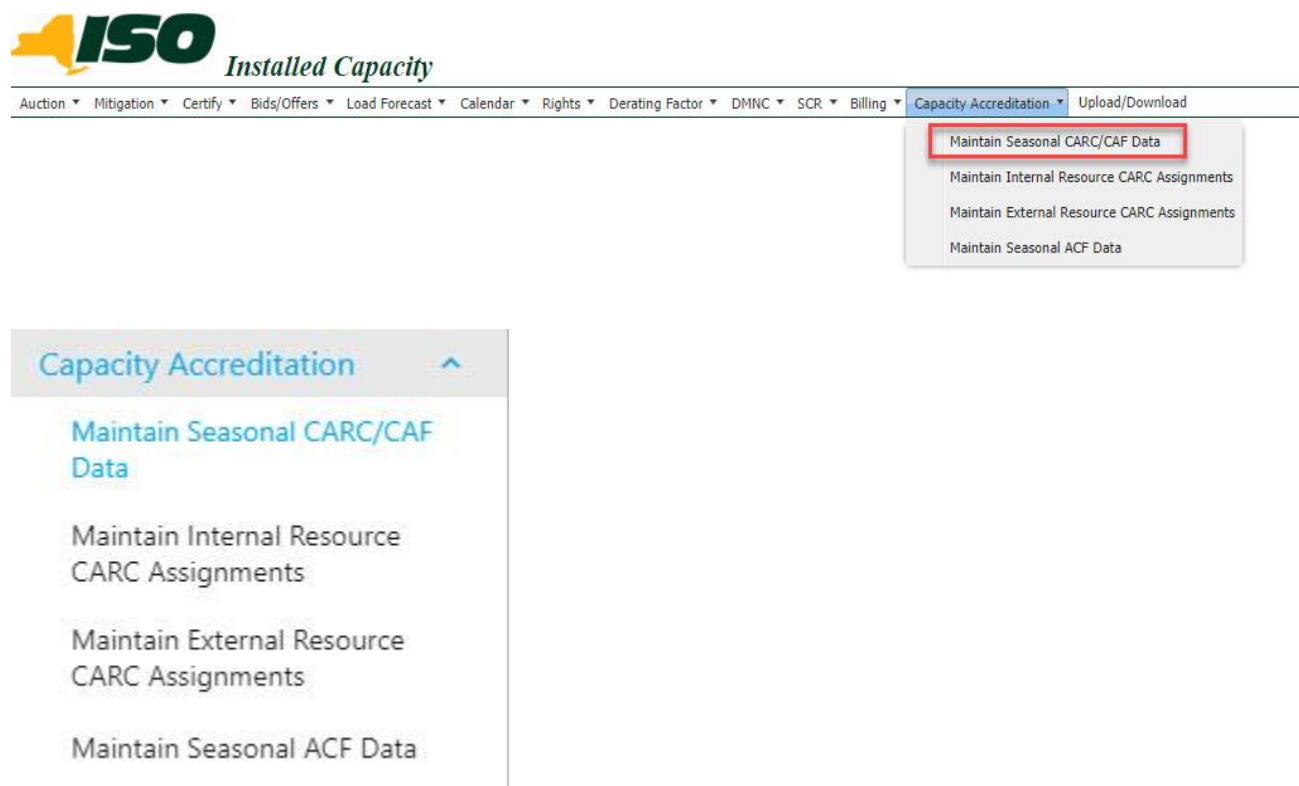 ISO
Installed Capacity
Auction Mitigation Certify Bids/Offers Load Forecast Calendar Rights Derating Factor DMNC SCR Billing Capacity Accreditation Upload/Download
Maintain Seasonal CARC/CAF Data
Maintain Internal Resource CARC Assignments
Maintain External Resource CARC Assignments
Maintain Seasonal ACF Data
Capacity Accreditation
Maintain Seasonal CARC/CAF
Data
Maintain Internal Resource
CARC Assignments
Maintain External Resource
CARC Assignments
Maintain Seasonal ACF Data